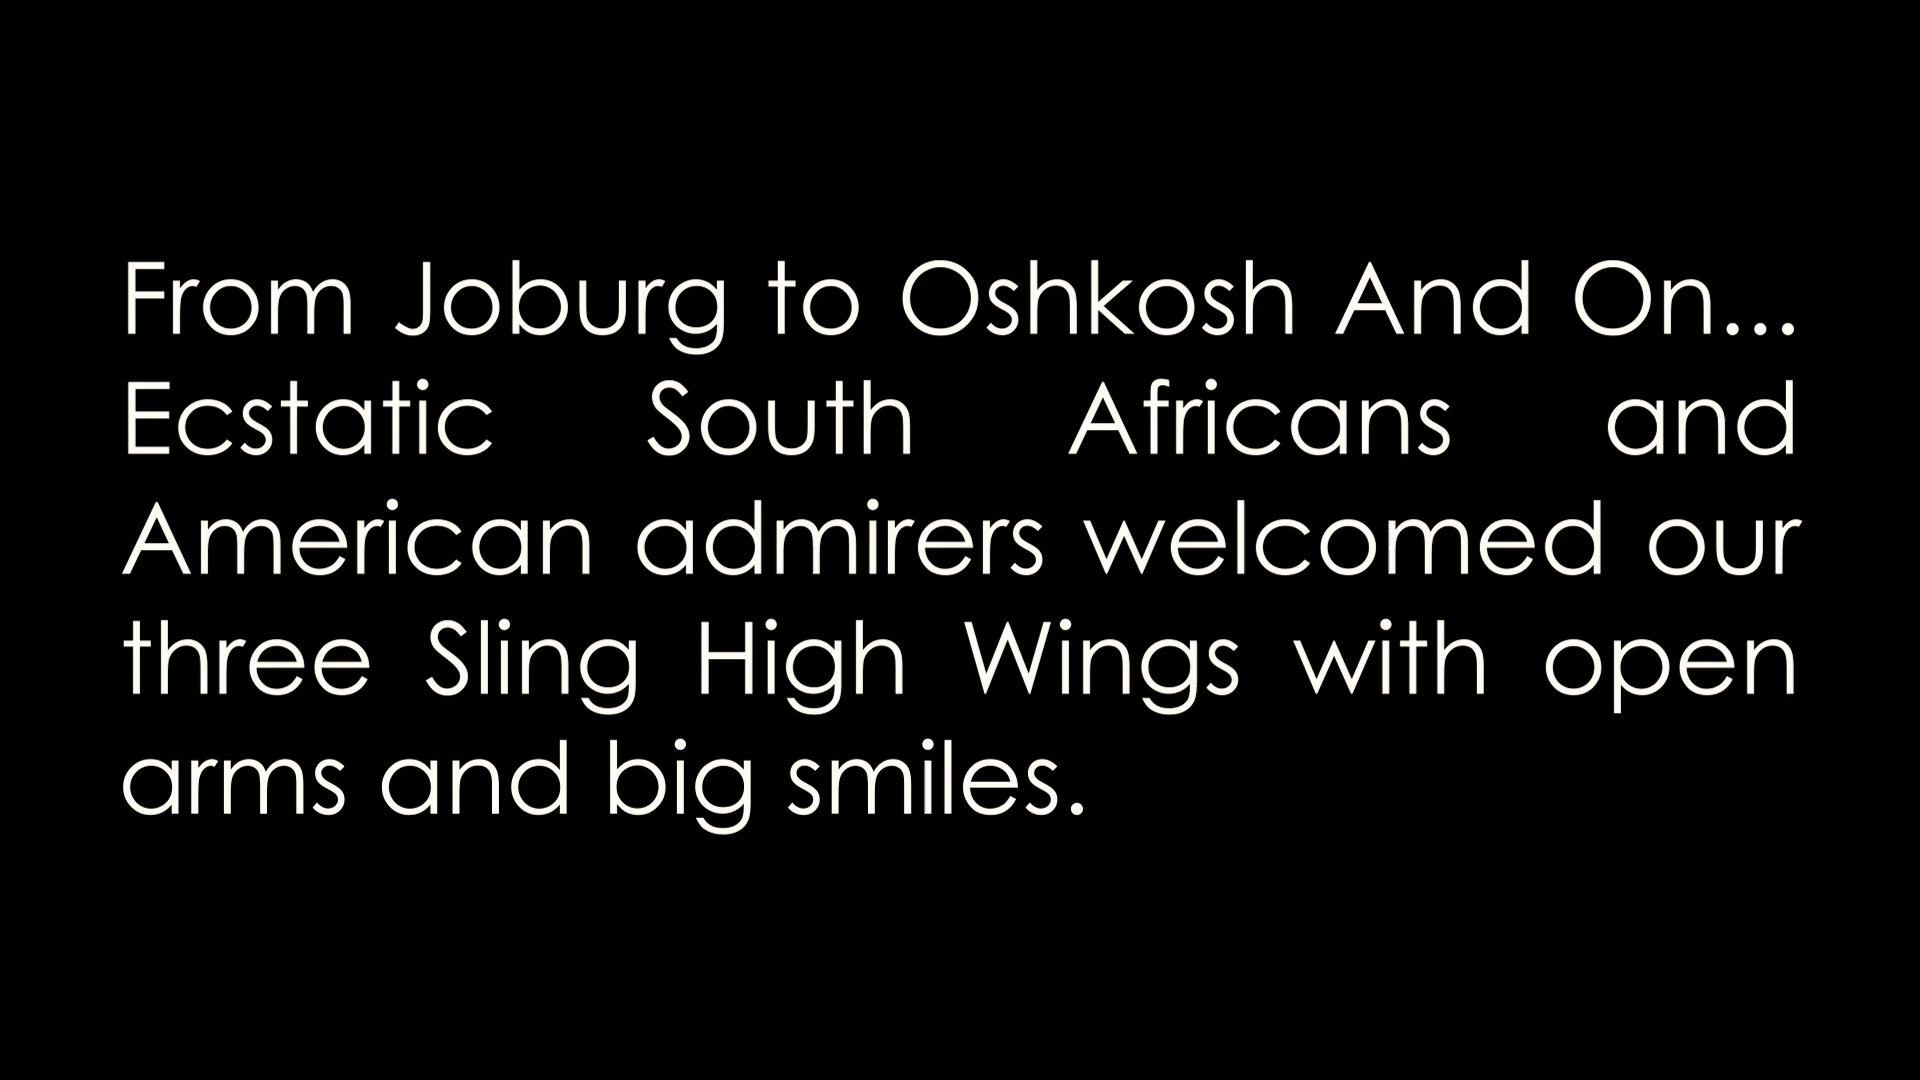 From Joburg to Oshkosh And On...
Ecstatic South Africans and
American admirers welcomed our
three Sling High Wings with open
arms and big smiles.